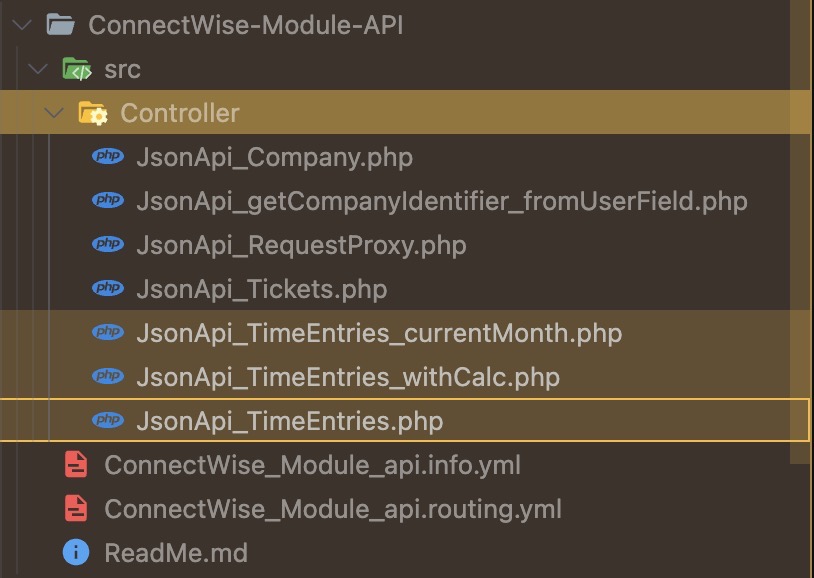 ConnectWise-Module-API
src
Controller
php JsonApi_Company.php
php JsonApi_getCompanyIdentifier_fromUserField.php
php JsonApi_RequestProxy.php
php JsonApi_Tickets.php
php JsonApi_TimeEntries_currentMonth.php
php JsonApi_TimeEntries_withCalc.php
php JsonApi_TimeEntries.php
ConnectWise_Module_api.info.yml
ConnectWise_Module_api.routing.yml
ReadMe.md